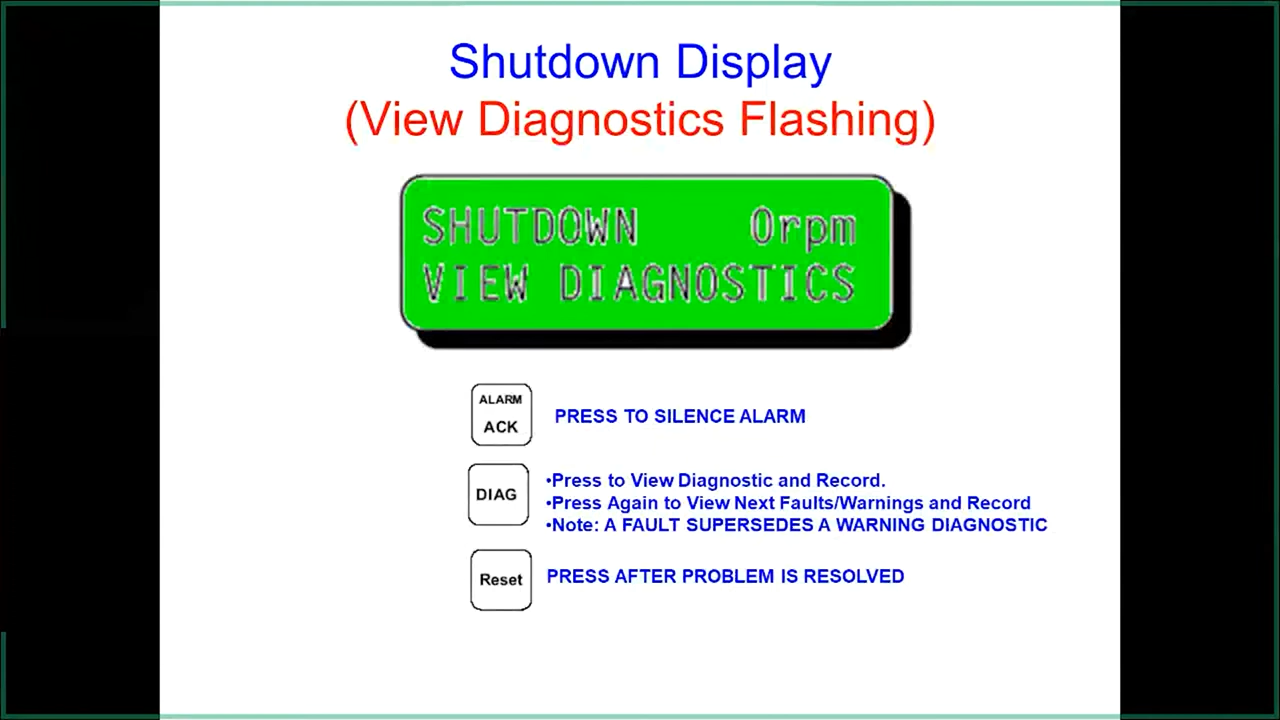 Shutdown Display
(View Diagnostics Flashing)
SHUTDOWN 0rpm
VIEW DIAGNOSTICS
ALARM
ACK
PRESS TO SILENCE ALARM
DIAG
•Press to View Diagnostic and Record.
•Press Again to View Next Faults/Warnings and Record
•Note: A FAULT SUPERSEDES A WARNING DIAGNOSTIC
Reset
PRESS AFTER PROBLEM IS RESOLVED